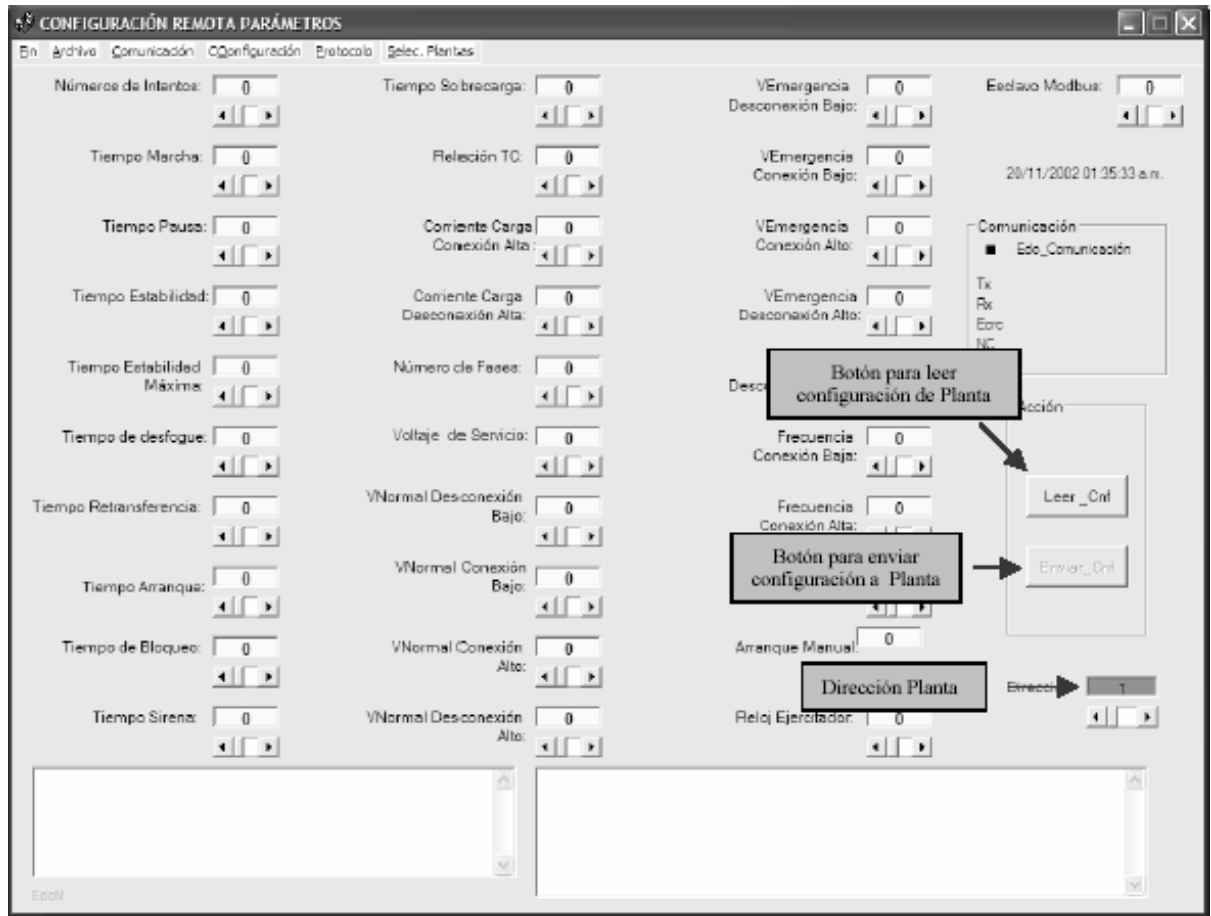 CONFIGURACIÓN REMOTA PARÁMETROS
Fin Archivo Comunicación COonfiguración Protocolo Selec. Plantas
Números de Intentos: 0
Tiempo Marcha: 0
Tiempo Pausa: 0
Tiempo Estabilidad: 0
Tiempo Estabilidad 0
Máxima:
Tiempo de desfogue: 0
Tiempo Retransferencia: 0
Tiempo Arranque: 0
Tiempo de Bloqueo: 0
Tiempo Sirena: 0
Tiempo Sobrecarga: 0
Relación TC: 0
Corriente Carga 0
Conexión Alta:
Corriente Carga 0
Desconexión Alta:
Número de Fases: 0
Voltaje de Servicio: 0
VNormal Desconexión 0
Bajo:
VNormal Conexión 0
Bajo:
VNormal Conexión 0
Alto:
VNormal Desconexión 0
Alto:
VEmergencia 0
Desconexión Bajo:
VEmergencia 0
Conexión Bajo:
VEmergencia 0
Conexión Alto:
VEmergencia 0
Desconexión Alto:
Frecuencia 0
Conexión Baja:
Frecuencia 0
Conexión Alta:
Arranque Manual: 0
Reloj Ejercitador: 0
Esclavo Modbus: 0
20/11/2002 01:35:33 a.m.
Comunicación
Edo_Comunicación
Tx
Rx
NC
Botón para leer
configuración de Planta
Acción
Leer_Cnf
Botón para enviar
configuración a Planta
Enviar_Cnf
Dirección Planta
1
EdoM